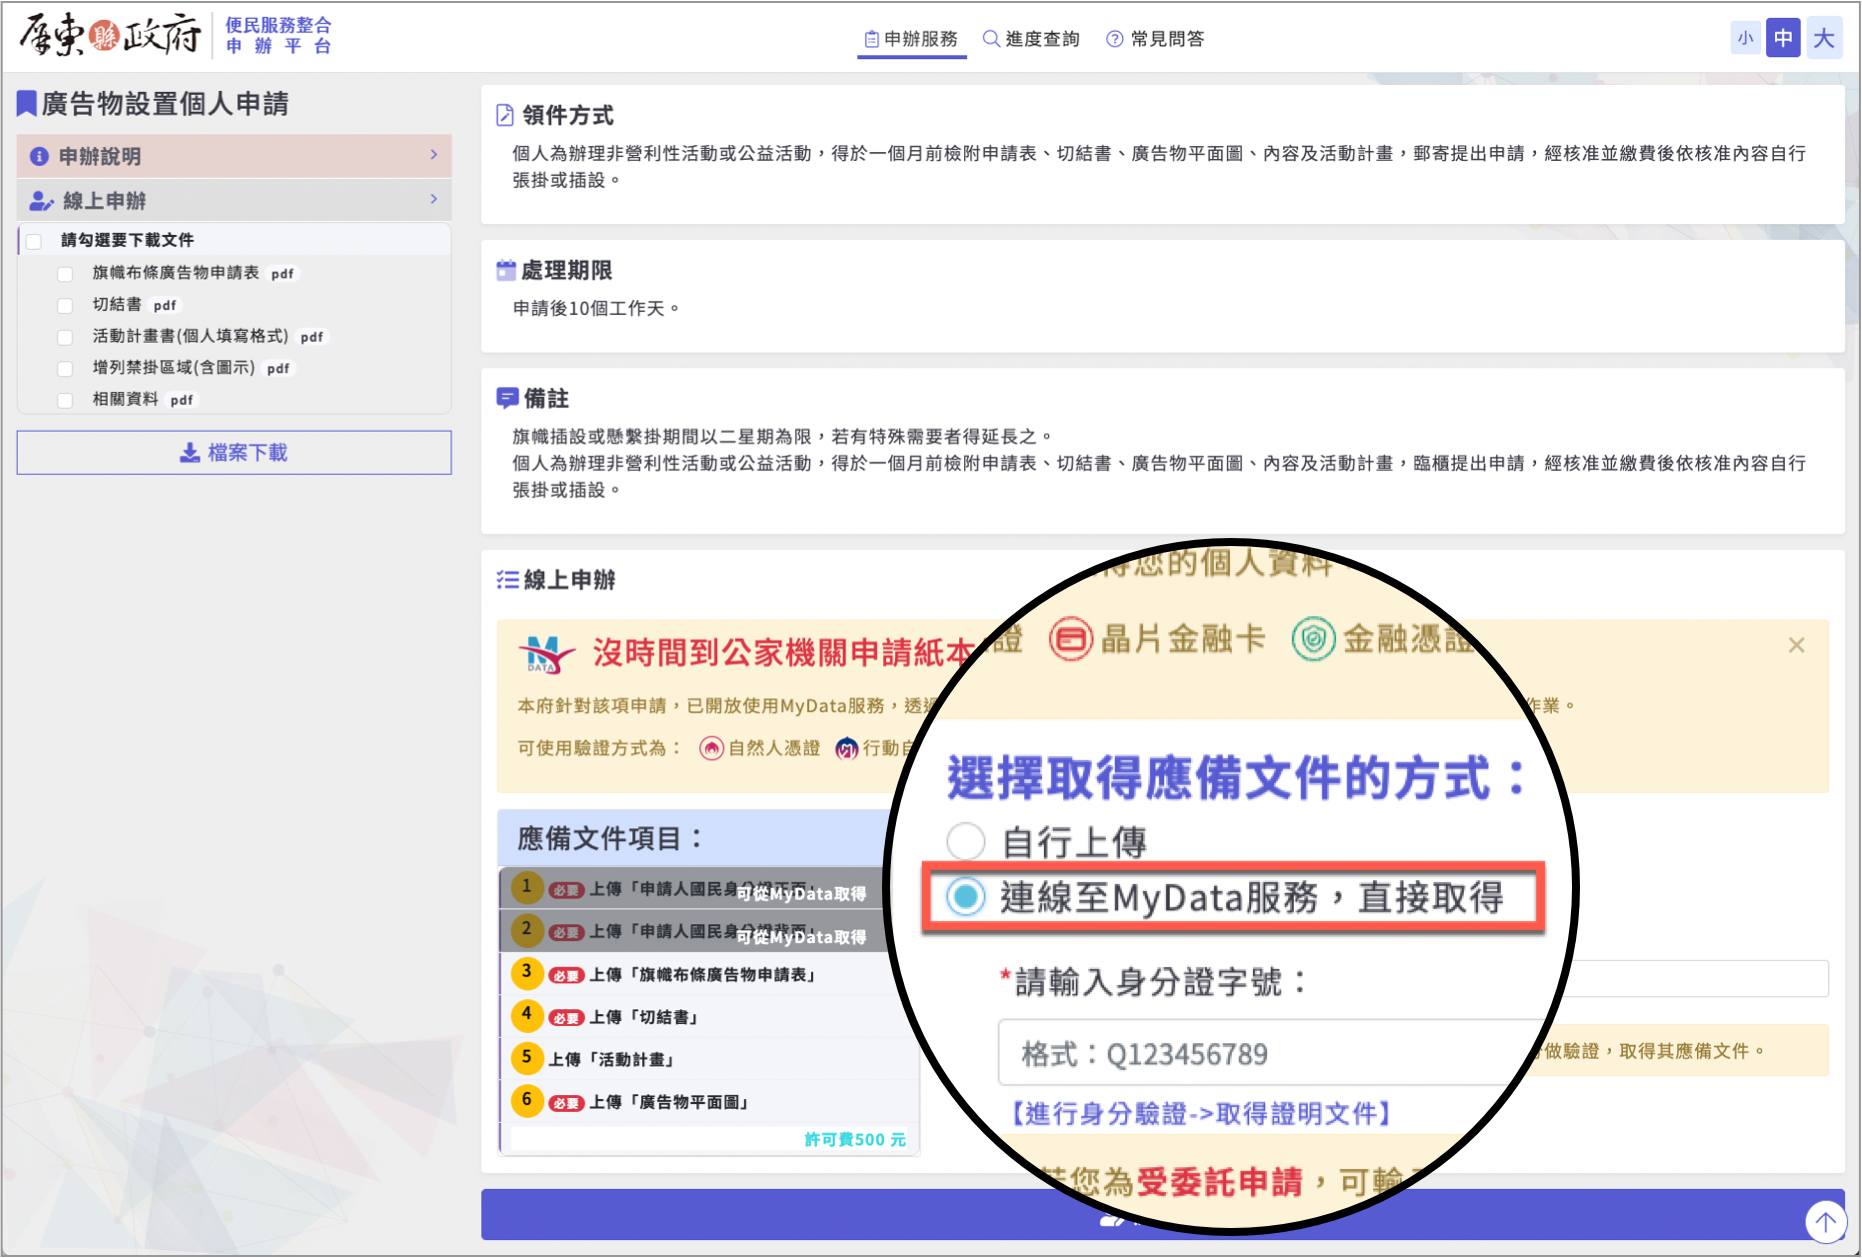 屏東縣政府
便民服務整合
申辦平台
申辦服務
進度查詢
常見問答
小
中
大
廣告物設置個人申請
申辦說明
線上申辦
請勾選要下載文件
旗幟布條廣告物申請表 pdf
切結書 pdf
活動計畫書(個人填寫格式) pdf
增列禁掛區域(含圖示) pdf
相關資料 pdf
檔案下載
領件方式
個人為辦理非營利性活動或公益活動，得於一個月前檢附申請表、切結書、廣告物平面圖、內容及活動計畫，郵寄提出申請，經核准並繳費後依核准內容自行
張掛或插設。
處理期限
申請後10個工作天。
備註
旗幟插設或懸繫掛期間以二星期為限，若有特殊需要者得延長之。
個人為辦理非營利性活動或公益活動，得於一個月前檢附申請表、切結書、廣告物平面圖、內容及活動計畫，臨櫃提出申請，經核准並繳費後依核准內容自行
張掛或插設。
線上申辦
DATA
沒時間到公家機關申請紙本
本府針對該項申請，已開放使用MyData服務，透過
作業。
可使用驗證方式為： 自然人憑證 行動自
應備文件項目：
1 必要 上傳「申請人國民身分證正面」
可從MyData取得
2 必要 上傳「申請人國民身分證背面」
可從MyData取得
3 必要 上傳「旗幟布條廣告物申請表」
4 必要 上傳「切結書」
5 上傳「活動計畫」
6 必要 上傳「廣告物平面圖」
許可費500 元
得您的個人資料
證 晶片金融卡 金融憑證
選擇取得應備文件的方式：
自行上傳
連線至MyData服務，直接取得
*請輸入身分證字號：
格式：Q123456789
做驗證，取得其應備文件。
【進行身分驗證->取得證明文件】
若您為受委託申請，可輸